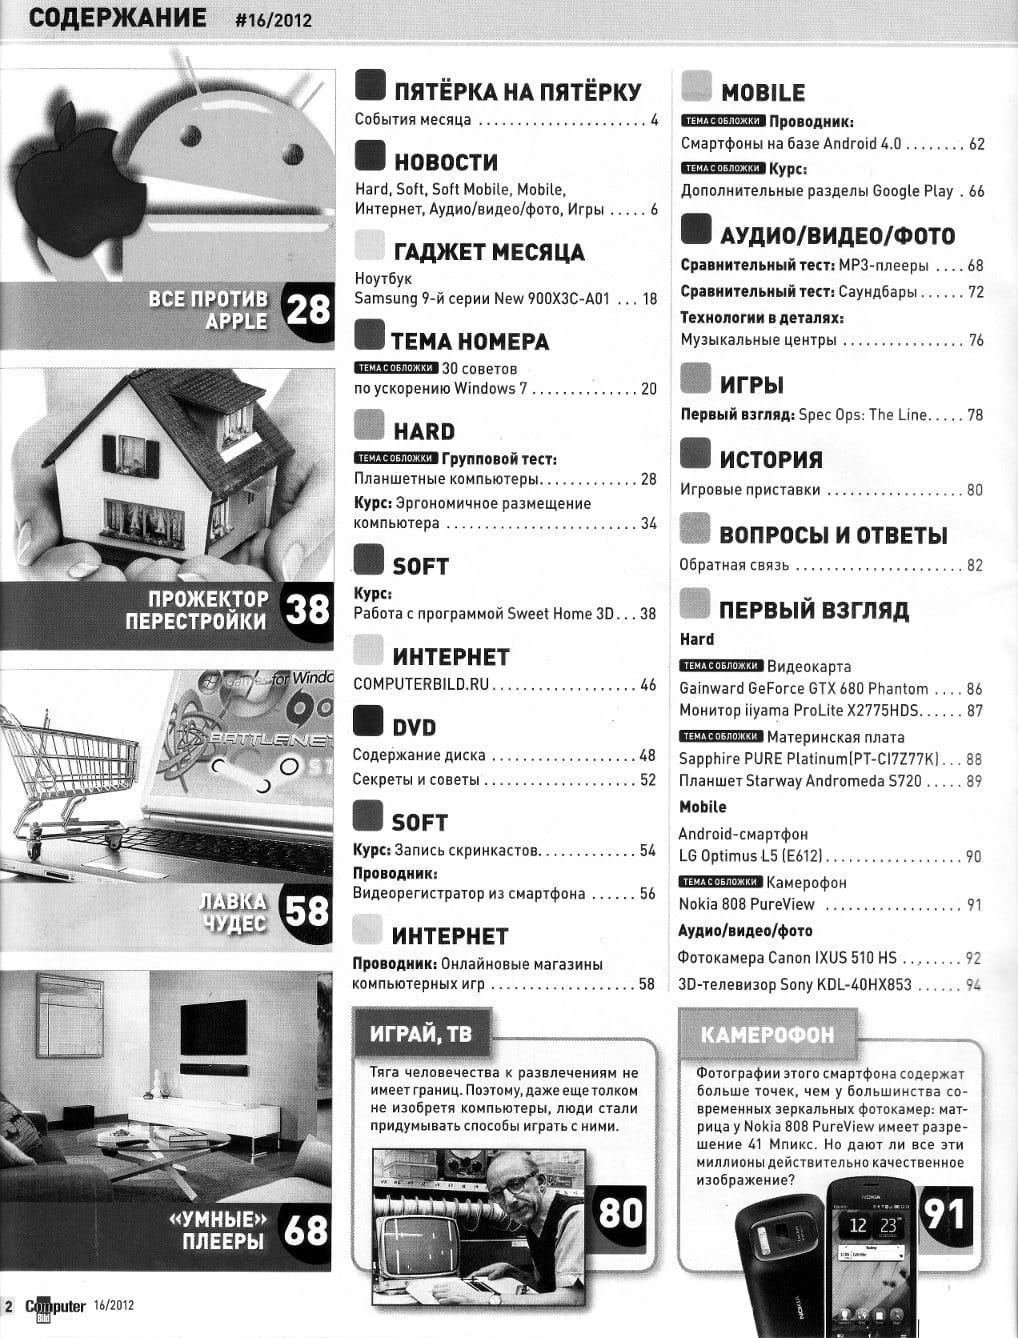 СОДЕРЖАНИЕ #16/2012
ВСЕ ПРОТИВ
APPLE 28
ПРОЖЕКТОР
ПЕРЕСТРОЙКИ 38
Games for Windo
BATTLE.NET
ЛАВКА
ЧУДЕС 58
«УМНЫЕ»
ПЛЕЕРЫ 68
ПЯТЁРКА НА ПЯТЁРКУ
События месяца ...................... 4
НОВОСТИ
Hard, Soft, Soft Mobile, Mobile,
Интернет, Аудио/видео/фото, Игры ..... 6
ГАДЖЕТ МЕСЯЦА
Ноутбук
Samsung 9-й серии New 900X3C-A01 ... 18
ТЕМА НОМЕРА
ТЕМА С ОБЛОЖКИ 30 советов
по ускорению Windows 7 ............. 20
HARD
ТЕМА С ОБЛОЖКИ Групповой тест:
Планшетные компьютеры............. 28
Курс: Эргономичное размещение
компьютера ......................... 34
SOFT
Курс:
Работа с программой Sweet Home 3D... 38
ИНТЕРНЕТ
COMPUTERBILD.RU................... 46
DVD
Содержание диска ................... 48
Секреты и советы ................... 52
SOFT
Курс: Запись скринкастов............ 54
Проводник:
Видеорегистратор из смартфона ...... 56
ИНТЕРНЕТ
Проводник: Онлайновые магазины
компьютерных игр ................... 58
MOBILE
ТЕМА С ОБЛОЖКИ Проводник:
Смартфоны на базе Android 4.0 ........ 62
ТЕМА С ОБЛОЖКИ Курс:
Дополнительные разделы Google Play . 66
АУДИО/ВИДЕО/ФОТО
Сравнительный тест: MP3-плееры .... 68
Сравнительный тест: Саундбары ...... 72
Технологии в деталях:
Музыкальные центры ................ 76
ИГРЫ
Первый взгляд: Spec Ops: The Line..... 78
ИСТОРИЯ
Игровые приставки .................. 80
ВОПРОСЫ И ОТВЕТЫ
Обратная связь ...................... 82
ПЕРВЫЙ ВЗГЛЯД
Hard
ТЕМА С ОБЛОЖКИ Видеокарта
Gainward GeForce GTX 680 Phantom .... 86
Монитор iiyama ProLite X2775HDS...... 87
ТЕМА С ОБЛОЖКИ Материнская плата
Sapphire PURE Platinum(PT-CI7Z77K)... 88
Планшет Starway Andromeda S720 ..... 89
Mobile
Android-смартфон
LG Optimus L5 (E612).................. 90
ТЕМА С ОБЛОЖКИ Камерофон
Nokia 808 PureView .................. 91
Аудио/видео/фото
Фотокамера Canon IXUS 510 HS ........ 92
3D-телевизор Sony KDL-40HX853 ...... 94
ИГРАЙ, ТВ
Тяга человечества к развлечениям не
имеет границ. Поэтому, даже еще толком
не изобретя компьютеры, люди стали
придумывать способы играть с ними.
80
КАМЕРОФОН
Фотографии этого смартфона содержат
больше точек, чем у большинства со-
временных зеркальных фотокамер: мат-
рица у Nokia 808 PureView имеет разре-
шение 41 Мпикс. Но дают ли все эти
миллионы действительно качественное
изображение?
NOKIA
12 23
Today
NOKIA
91
2 Computer Bild 16/2012